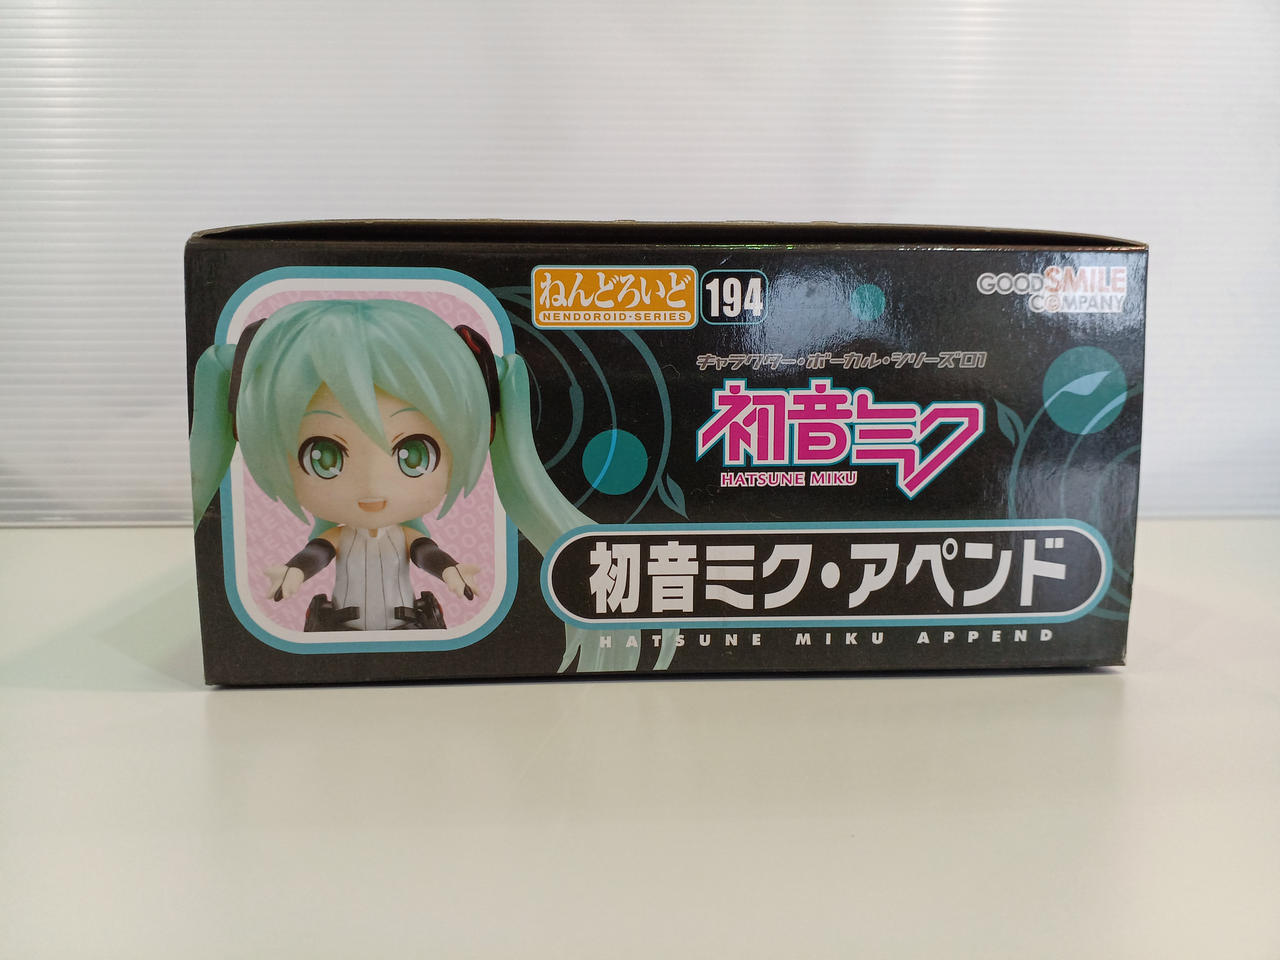 ねんどろいど
NENDOROID·SERIES
194
GOODSMILE
COMPANY
キャラクター・ボーカル・シリーズ01
初音ミク
HATSUNE MIKU
初音ミク・アペンド
HATSUNE MIKU APPEND